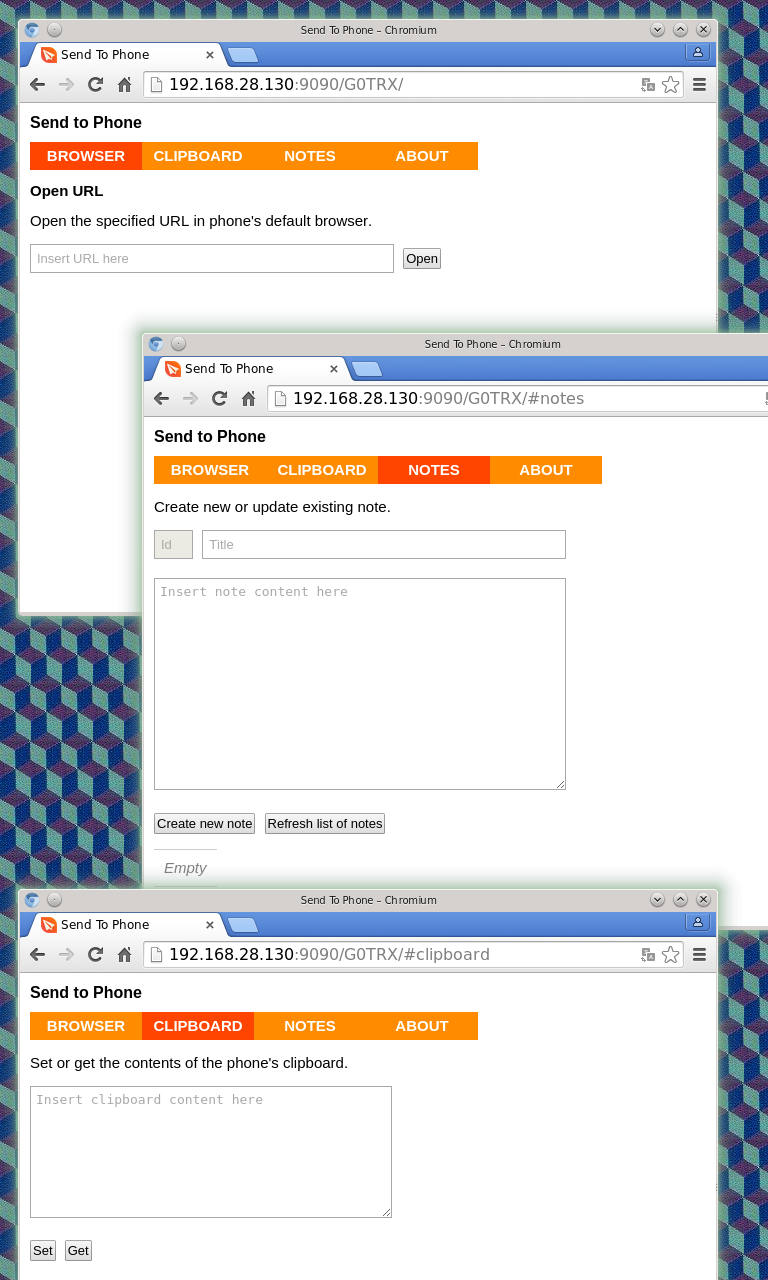 Send To Phone – Chromium
Send To Phone
192.168.28.130:9090/G0TRX/
Send to Phone
BROWSER CLIPBOARD NOTES ABOUT
Open URL
Open the specified URL in phone's default browser.
Insert URL here Open
Send To Phone – Chromium
Send To Phone
192.168.28.130:9090/G0TRX/#notes
Send to Phone
BROWSER CLIPBOARD NOTES ABOUT
Create new or update existing note.
Id Title
Insert note content here
Create new note Refresh list of notes
Empty
Send To Phone – Chromium
Send To Phone
192.168.28.130:9090/G0TRX/#clipboard
Send to Phone
BROWSER CLIPBOARD NOTES ABOUT
Set or get the contents of the phone's clipboard.
Insert clipboard content here
Set Get